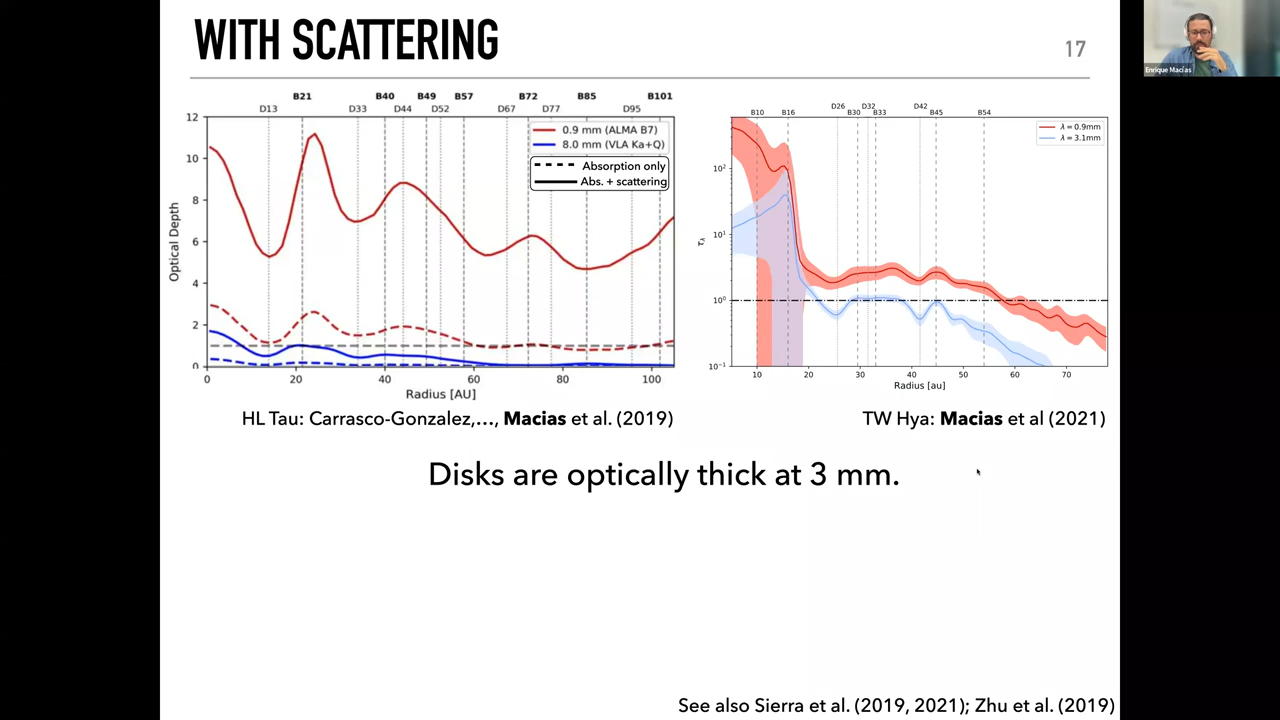 WITH SCATTERING
17
Enrique Macías
B21 B40 B49 B57 B72 B85 B101
D13 D33 D44 D52 D67 D77 D95
0.9 mm (ALMA B7)
8.0 mm (VLA Ka+Q)
Absorption only
Abs. + scattering
Optical Depth
12
10
8
6
4
2
0
0 20 40 60 80 100
Radius [AU]
D26 D32 D42
B10 B16 B30 B33 B45 B54
λ = 0.9mm
λ = 3.1mm
τλ
10²
10¹
10⁰
10⁻¹
10 20 30 40 50 60 70
Radius [au]
HL Tau: Carrasco-Gonzalez,…, Macias et al. (2019)
TW Hya: Macias et al (2021)
Disks are optically thick at 3 mm.
See also Sierra et al. (2019, 2021); Zhu et al. (2019)